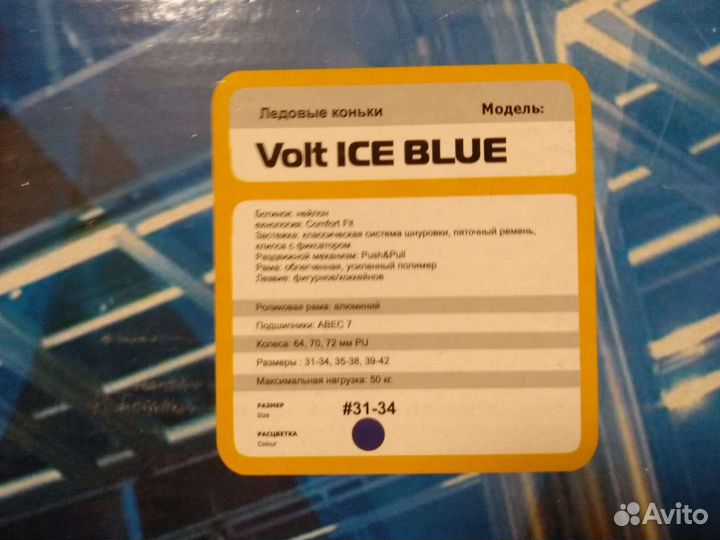 Ледовые коньки
Модель:
Volt ICE BLUE
Ботинок: нейлон
ехнология: Comfort Fit
Застежка: классическая система шнуровки, пяточный ремень,
клипса с фиксатором
Раздвижной механизм: Push&Pull
Рама: облегченная, усиленный полимер
Лезвие: фигурное/хоккейное
Роликовая рама: алюминий
Подшипники: ABEC 7
Колеса: 64, 70, 72 мм PU
Размеры : 31-34, 35-38, 39-42
Максимальная нагрузка: 50 кг.
РАЗМЕР
Size
#31-34
РАСЦВЕТКА
Colour
Avito